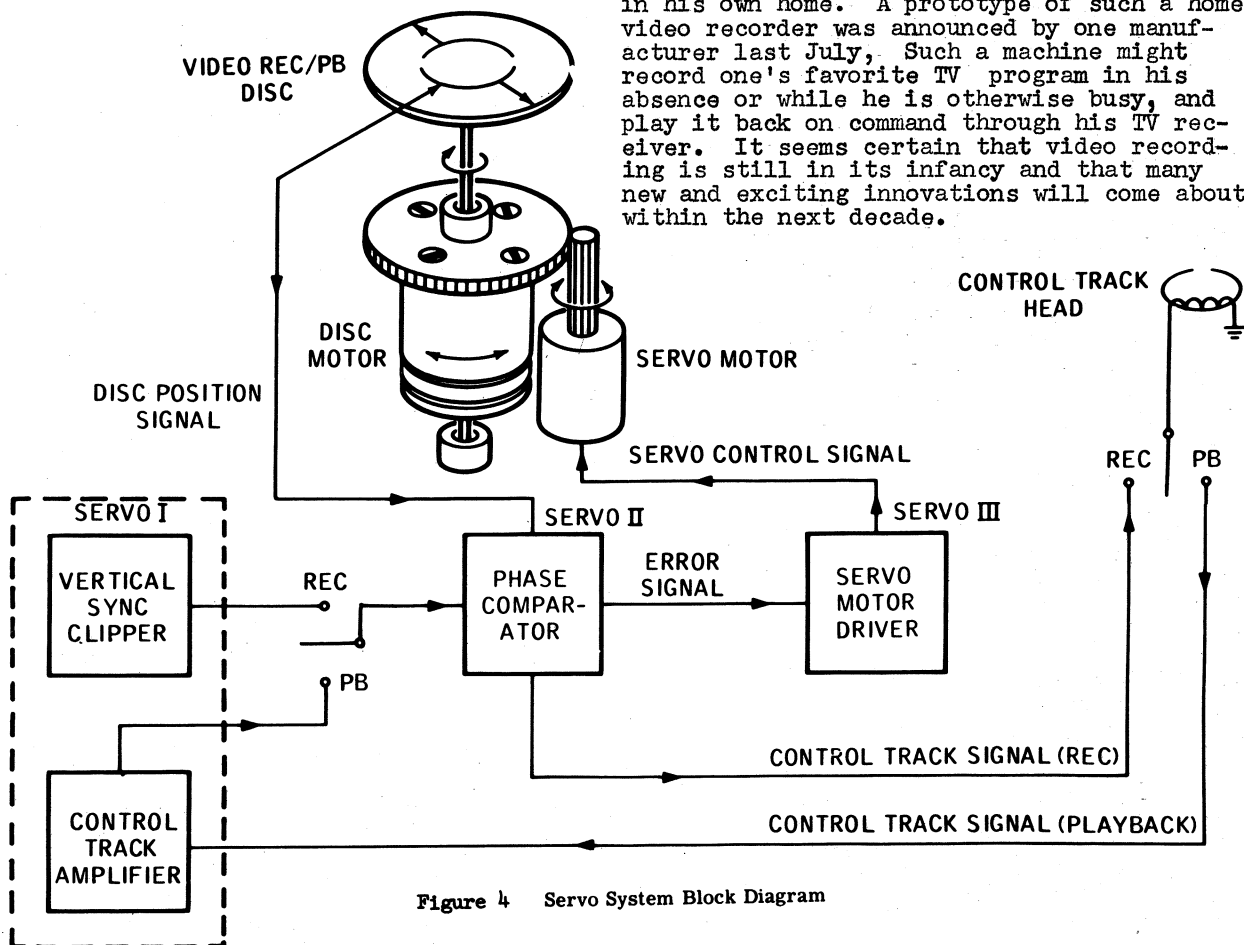 in his own home. A prototype of such a home
video recorder was announced by one manuf-
acturer last July, Such a machine might
record one's favorite TV program in his
absence or while he is otherwise busy, and
play it back on command through his TV rec-
eiver. It seems certain that video record-
ing is still in its infancy and that many
new and exciting innovations will come about
within the next decade.
VIDEO REC/PB
DISC
CONTROL TRACK
HEAD
DISC
MOTOR
SERVO MOTOR
DISC POSITION
SIGNAL
SERVO CONTROL SIGNAL
REC
PB
SERVO I
SERVO II
SERVO III
VERTICAL
SYNC
CLIPPER
REC
PB
PHASE
COMPAR-
ATOR
ERROR
SIGNAL
SERVO
MOTOR
DRIVER
CONTROL TRACK SIGNAL (REC)
CONTROL TRACK SIGNAL (PLAYBACK)
CONTROL
TRACK
AMPLIFIER
Figure 4 Servo System Block Diagram